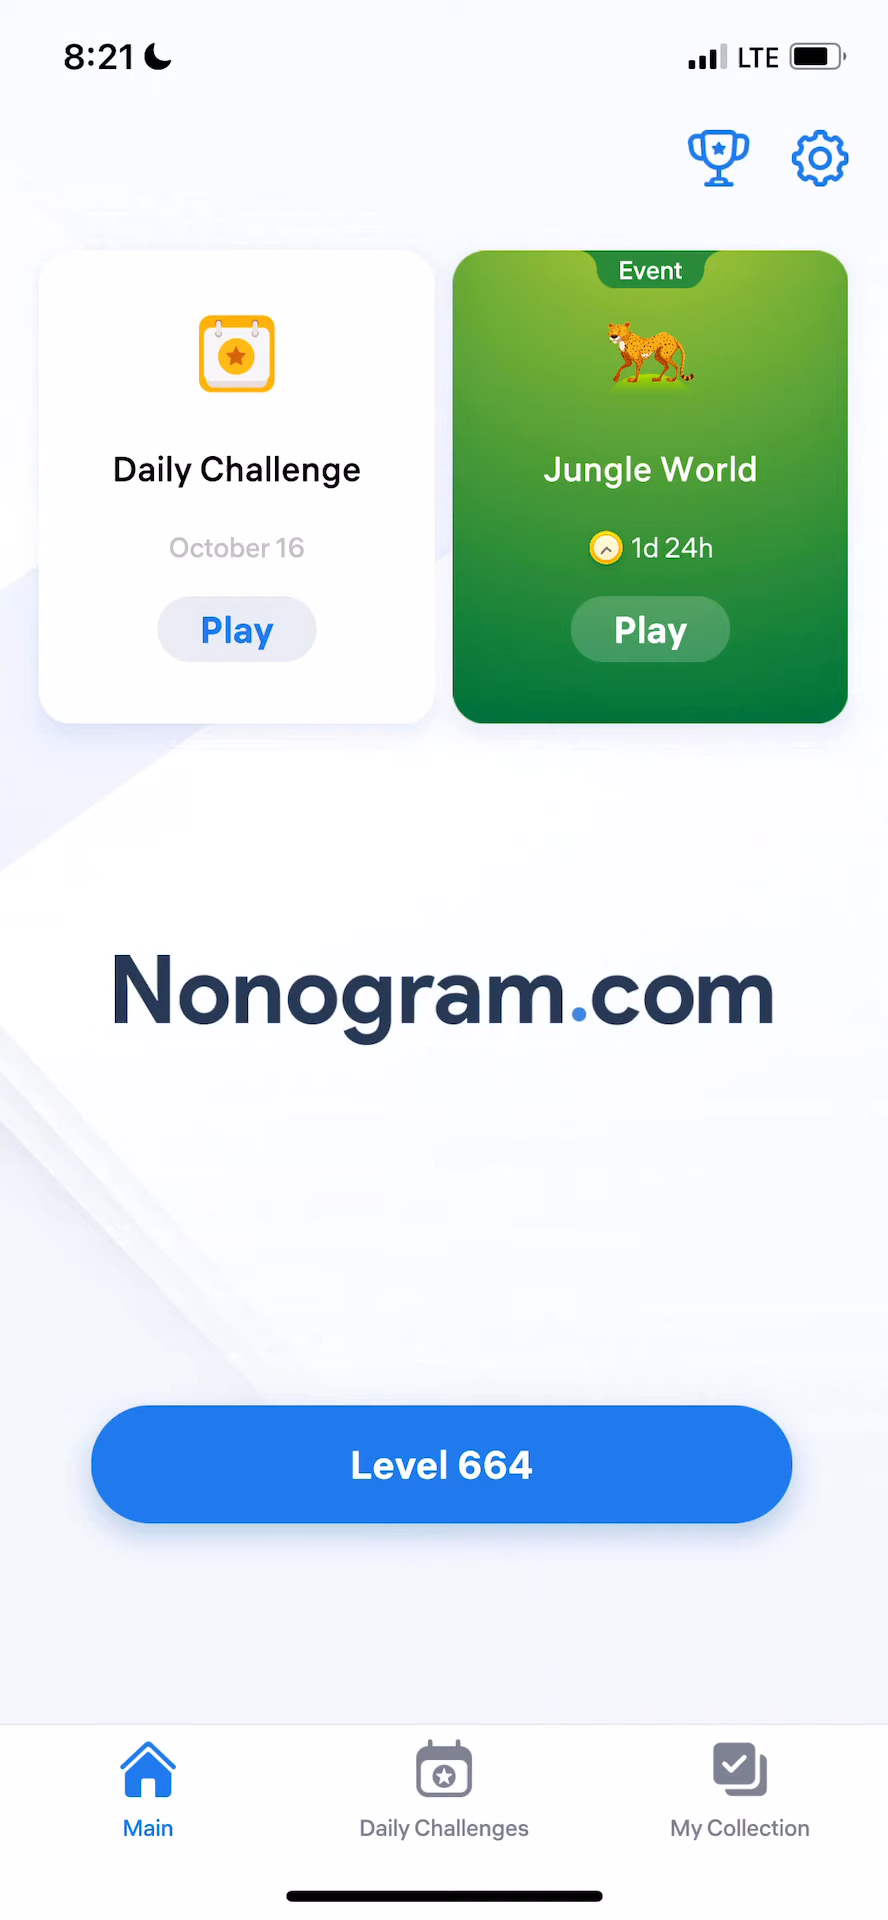 8:21
LTE
Event
Daily Challenge
Jungle World
October 16
1d 24h
Play
Play
Nonogram.com
Level 664
Main
Daily Challenges
My Collection